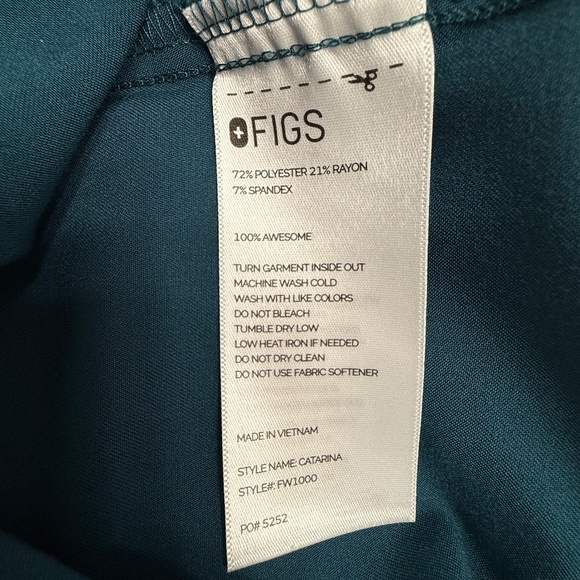 FIGS
72% POLYESTER 21% RAYON
7% SPANDEX
100% AWESOME
TURN GARMENT INSIDE OUT
MACHINE WASH COLD
WASH WITH LIKE COLORS
DO NOT BLEACH
TUMBLE DRY LOW
LOW HEAT IRON IF NEEDED
DO NOT DRY CLEAN
DO NOT USE FABRIC SOFTENER
MADE IN VIETNAM
STYLE NAME: CATARINA
STYLE#: FW1000
PO# 5252